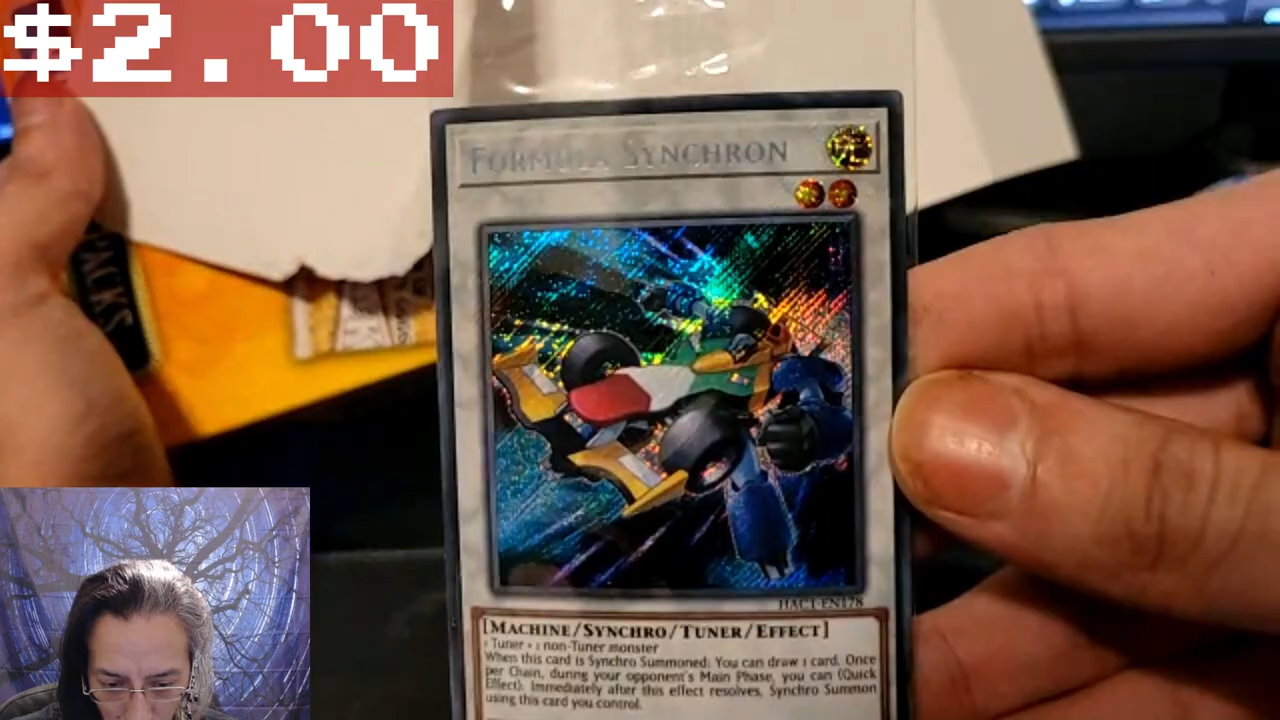 $2.00
FORMULA SYNCHRON
PACKS
HAC1-EN178
[MACHINE/SYNCHRO/TUNER/EFFECT]
1 Tuner + 1 non-Tuner monster
When this card is Synchro Summoned: You can draw 1 card. Once
per Chain, during your opponent's Main Phase, you can (Quick
Effect): Immediately after this effect resolves, Synchro Summon
using this card you control.